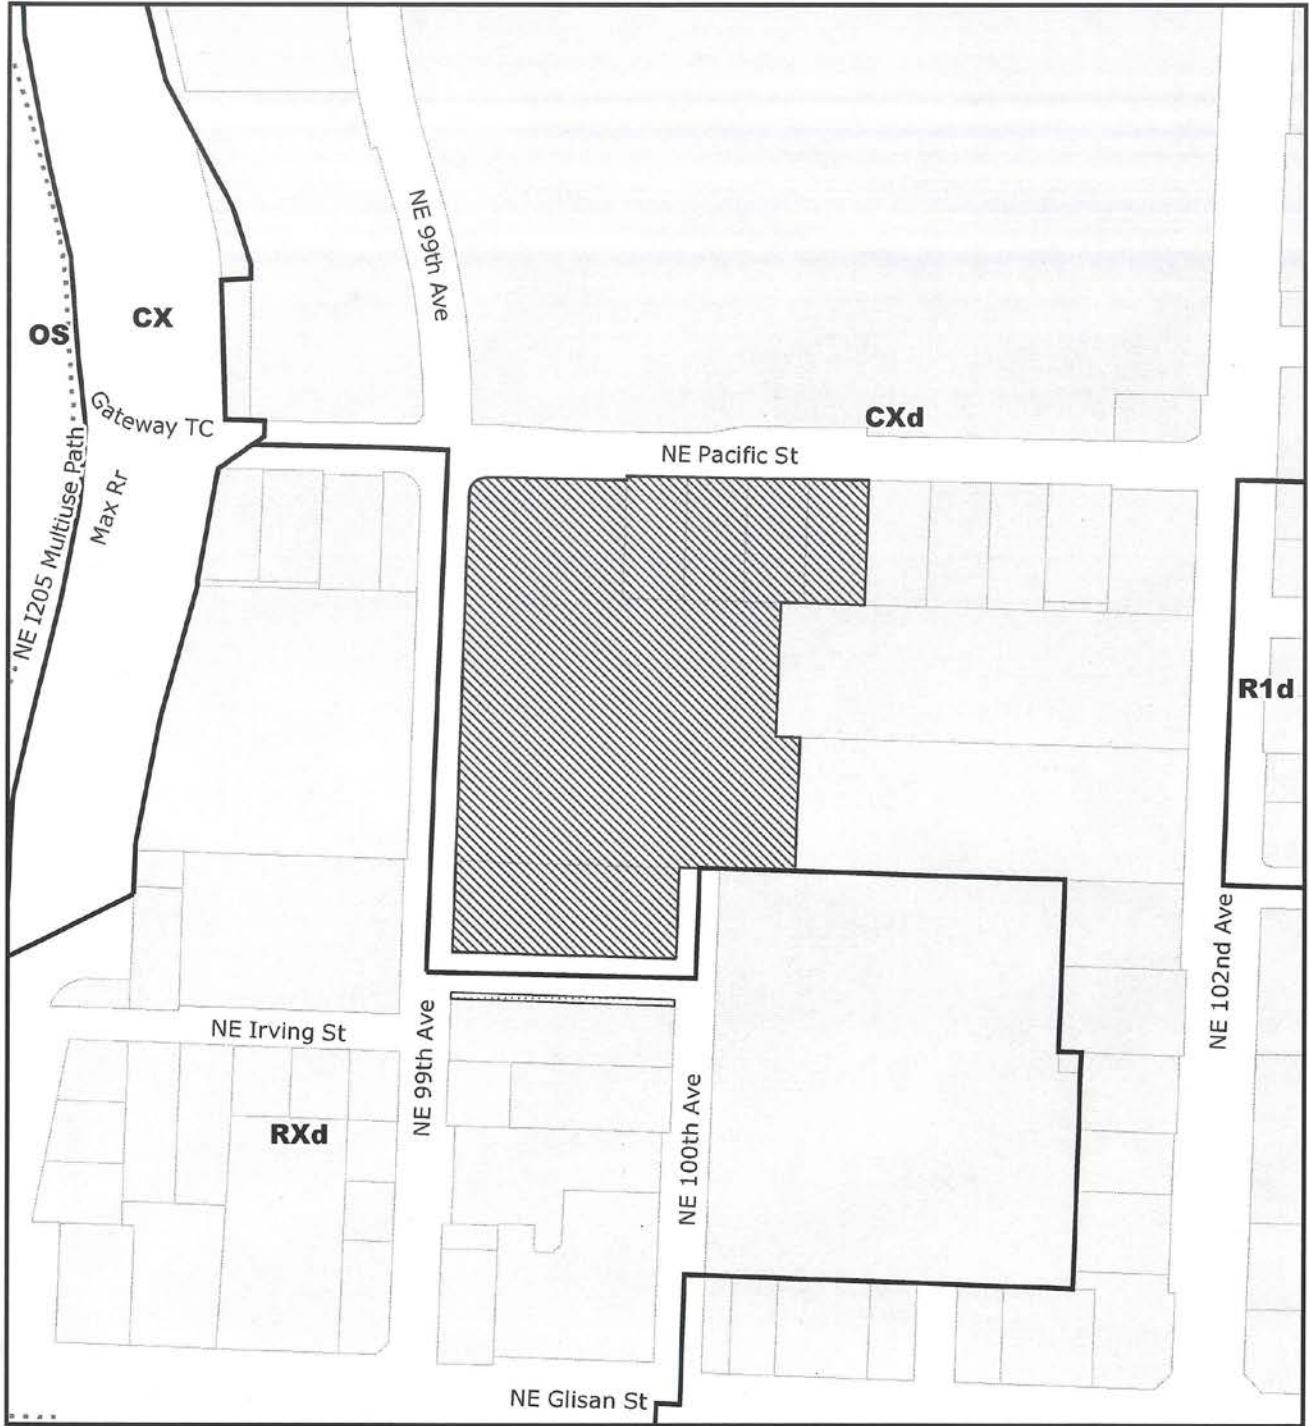 NE 99th Ave
OS
CX
Gateway TC
CXd
NE Pacific St
NE I205 Multiuse Path
Max Rr
R1d
NE 102nd Ave
NE Irving St
NE 99th Ave
NE 100th Ave
RXd
NE Glisan St